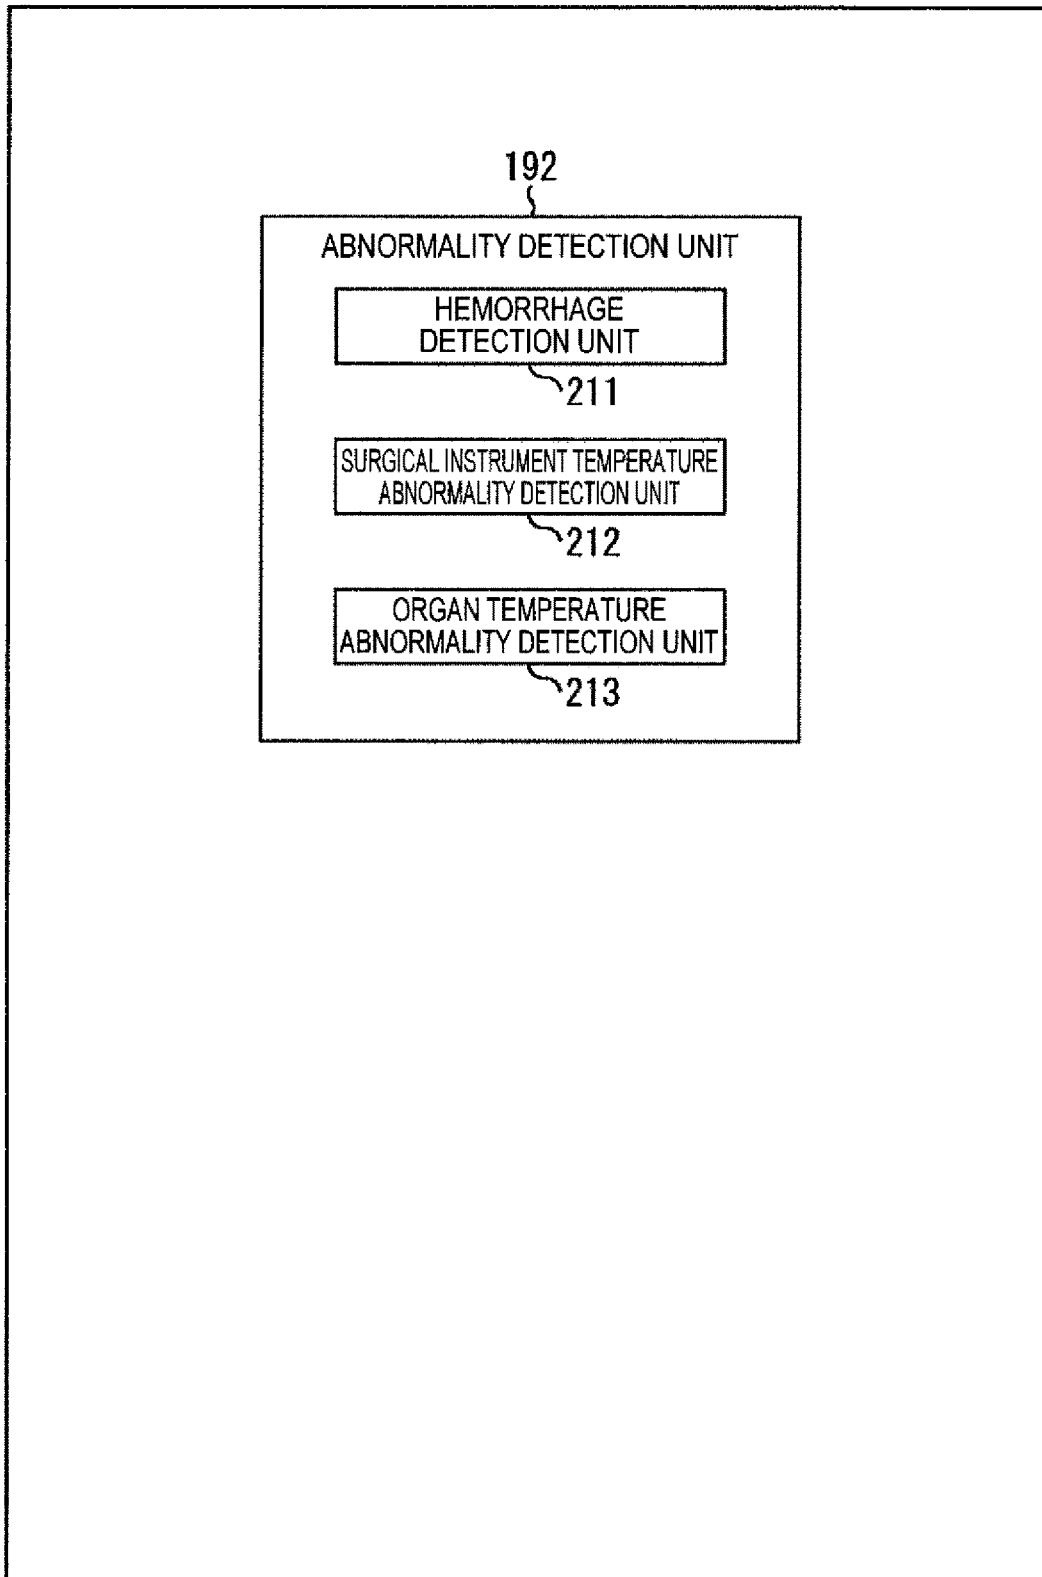 192
ABNORMALITY DETECTION UNIT
HEMORRHAGE
DETECTION UNIT
211
SURGICAL INSTRUMENT TEMPERATURE
ABNORMALITY DETECTION UNIT
212
ORGAN TEMPERATURE
ABNORMALITY DETECTION UNIT
213